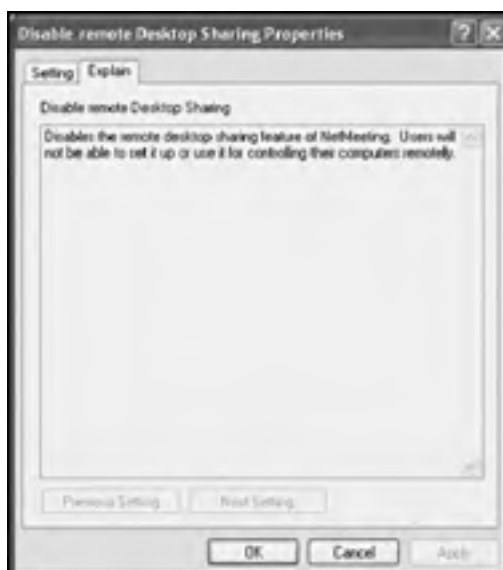 Disable remote Desktop Sharing Properties
Setting Explain
Disable remote Desktop Sharing
Disables the remote desktop sharing feature of NetMeeting. Users will
not be able to set it up or use it for controlling their computers remotely.
Previous Setting Next Setting
OK Cancel Apply